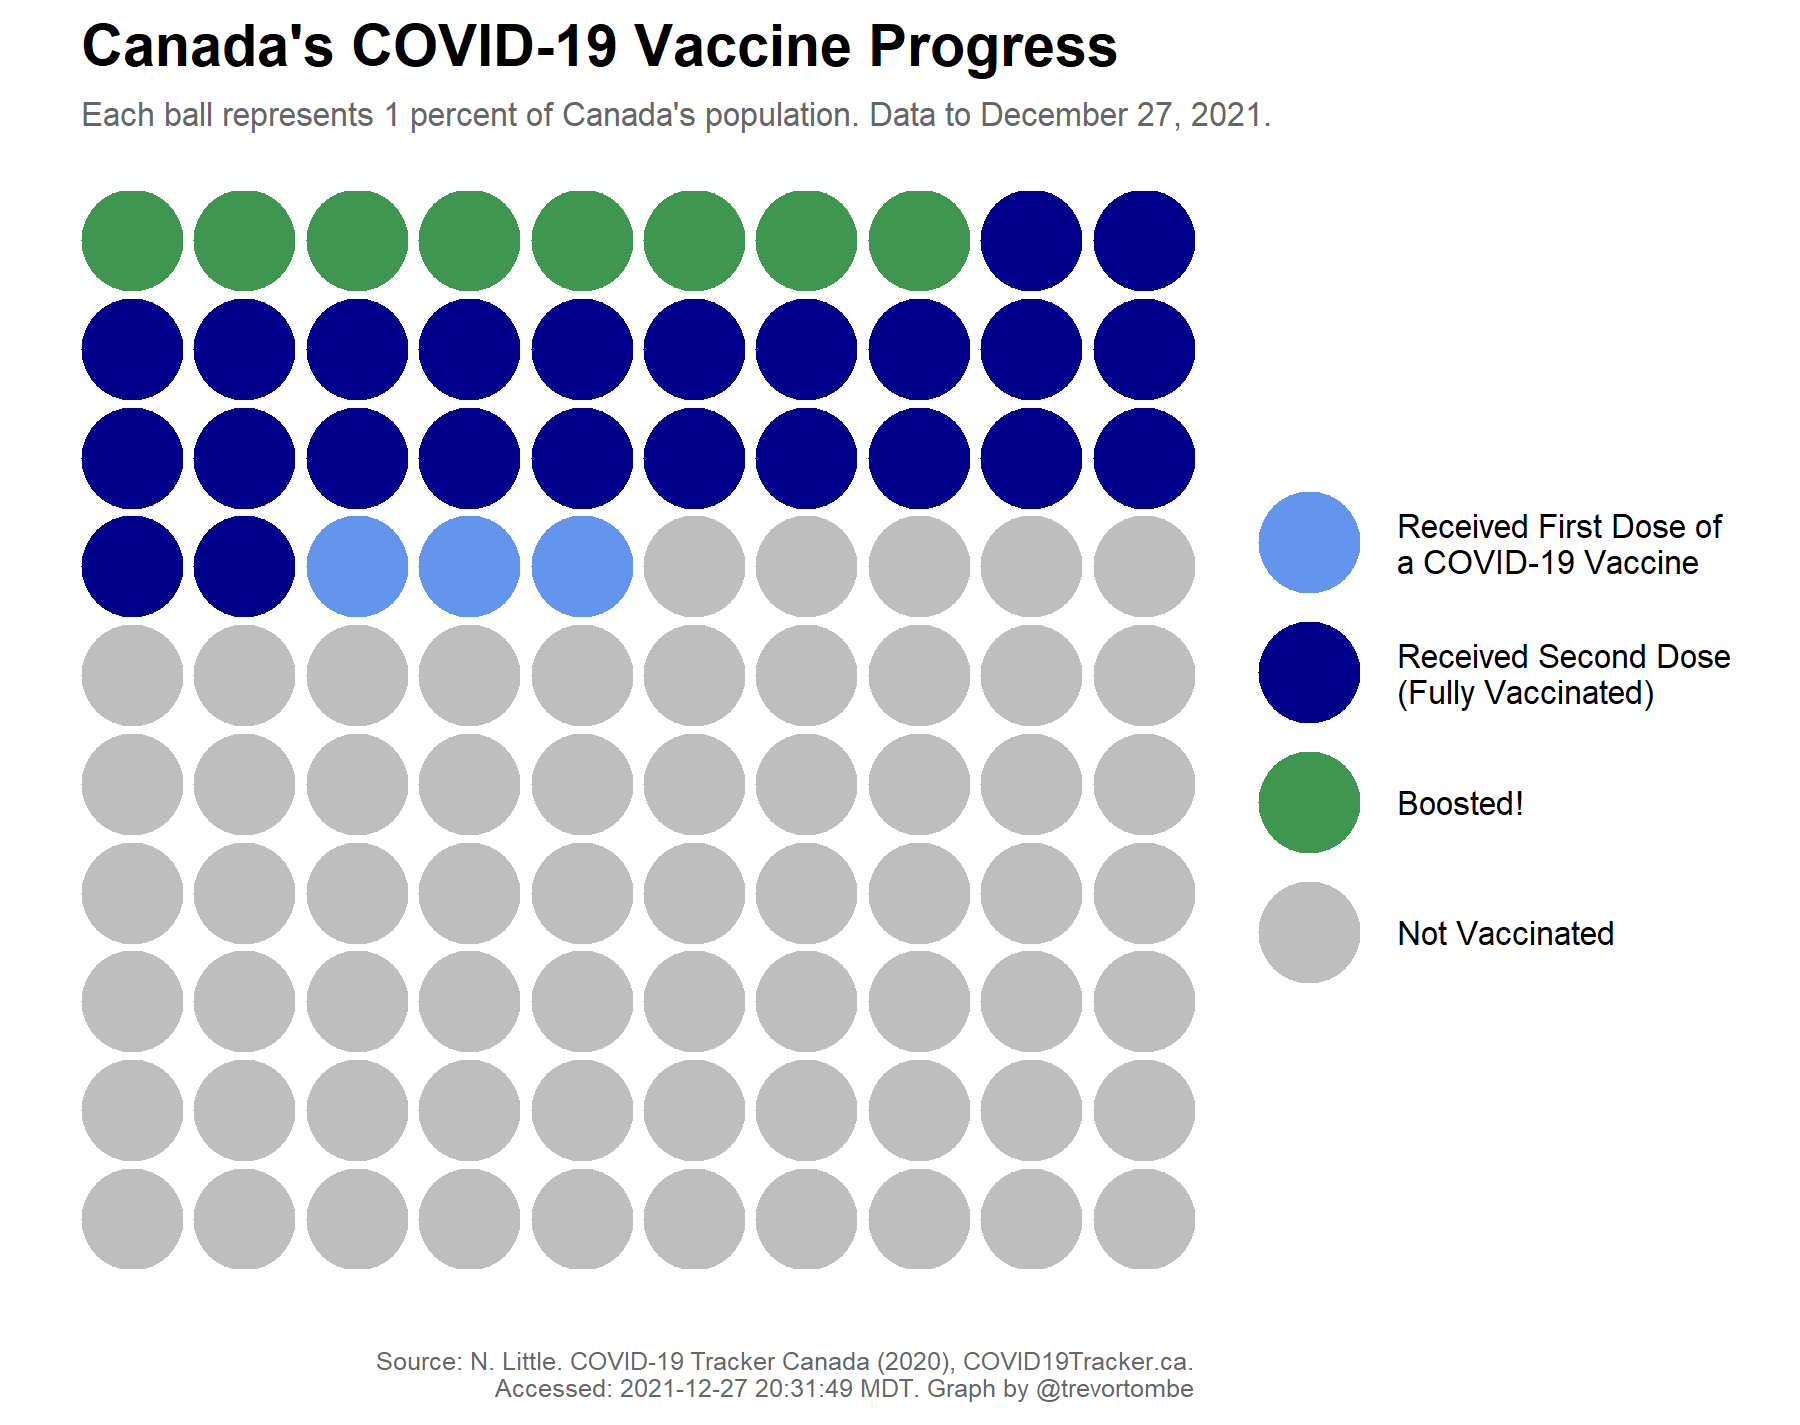 Canada's COVID-19 Vaccine Progress
Each ball represents 1 percent of Canada's population. Data to December 27, 2021.
Received First Dose of
a COVID-19 Vaccine
Received Second Dose
(Fully Vaccinated)
Boosted!
Not Vaccinated
Source: N. Little. COVID-19 Tracker Canada (2020), COVID19Tracker.ca.
Accessed: 2021-12-27 20:31:49 MDT. Graph by @trevortombe